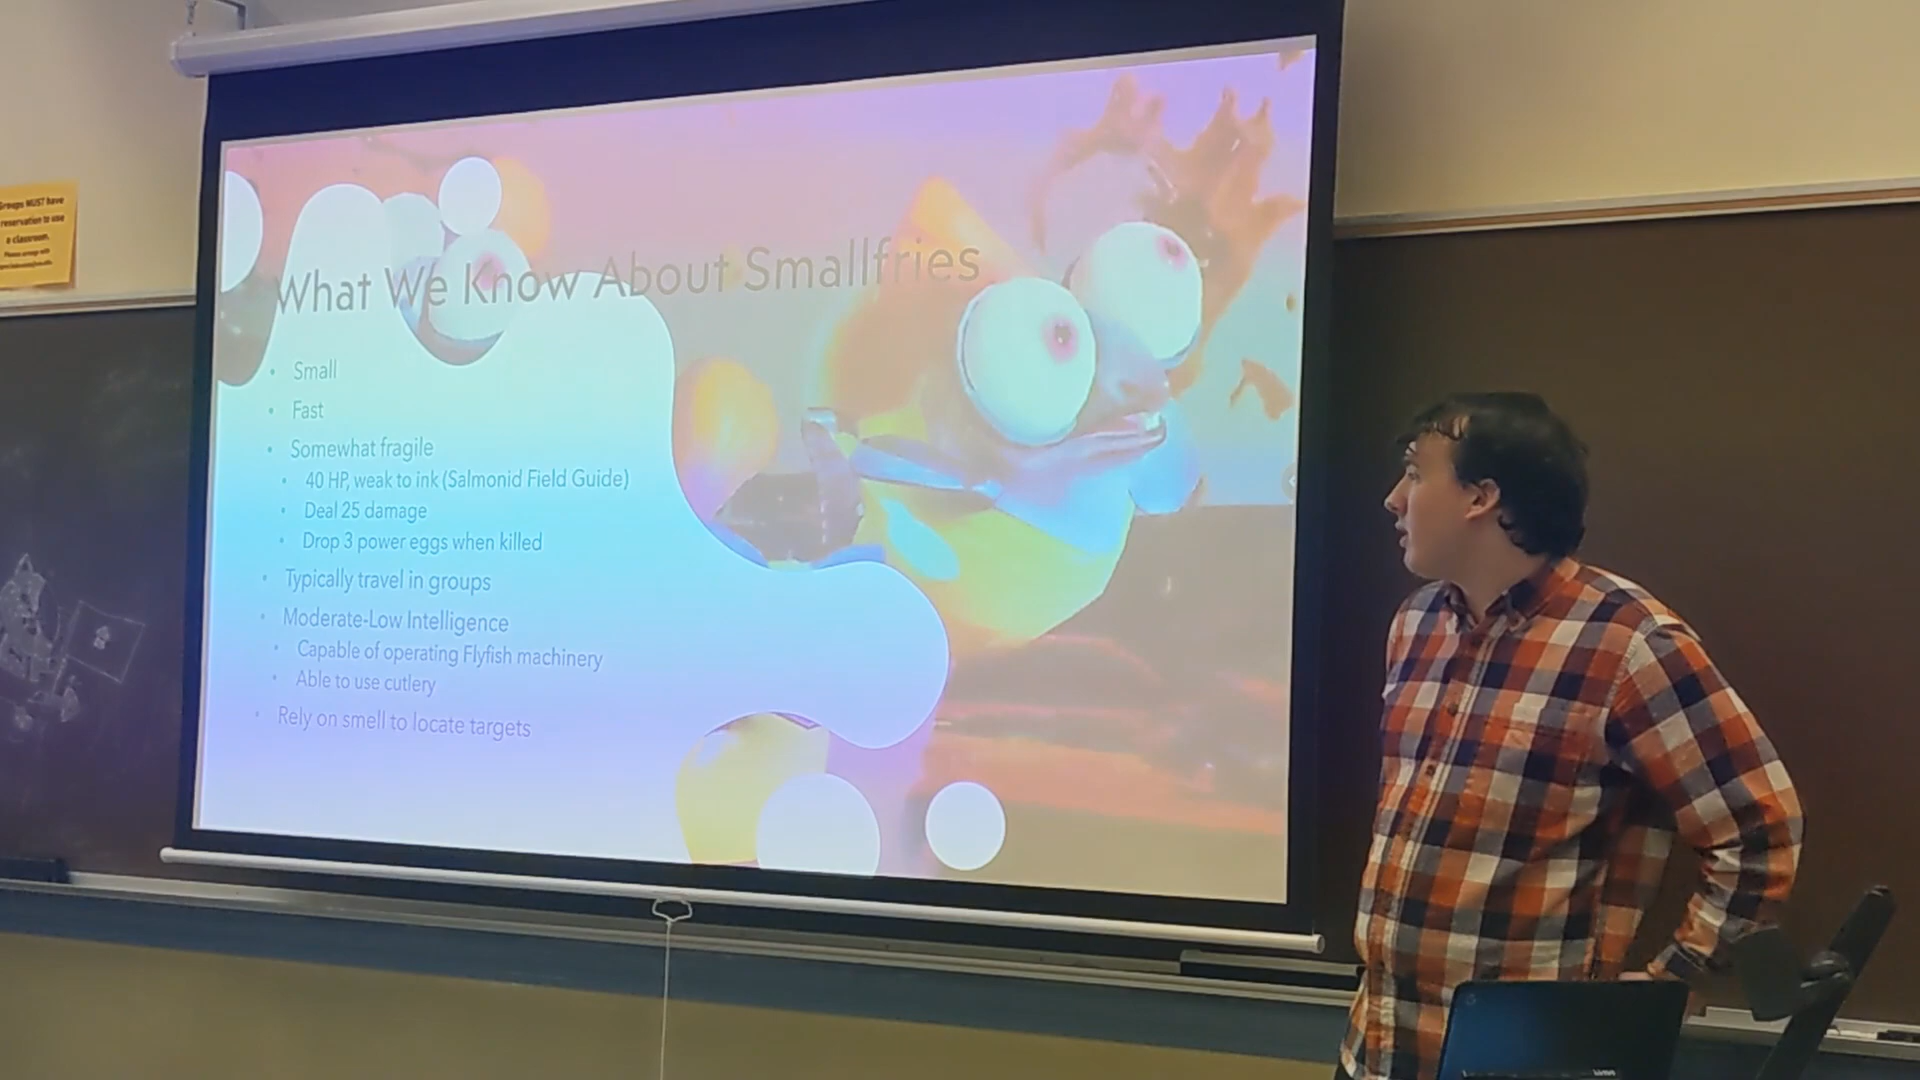 Groups MUST have
reservation to use
a classroom.
What We Know About Smallfries
• Small
• Fast
• Somewhat fragile
• 40 HP, weak to ink (Salmonid Field Guide)
• Deal 25 damage
• Drop 3 power eggs when killed
• Typically travel in groups
• Moderate-Low Intelligence
• Capable of operating Flyfish machinery
• Able to use cutlery
• Rely on smell to locate targets